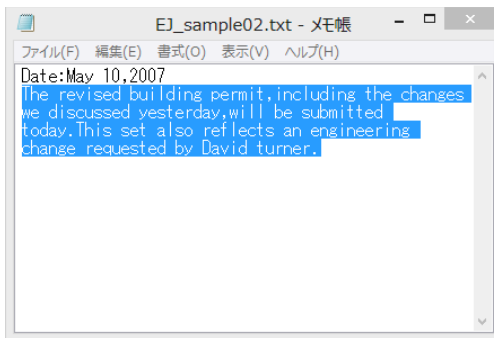 EJ_sample02.txt - メモ帳
ファイル(F) 編集(E) 書式(O) 表示(V) ヘルプ(H)
Date:May 10,2007
The revised building permit,including the changes
we discussed yesterday,will be submitted
today.This set also reflects an engineering
change requested by David turner.